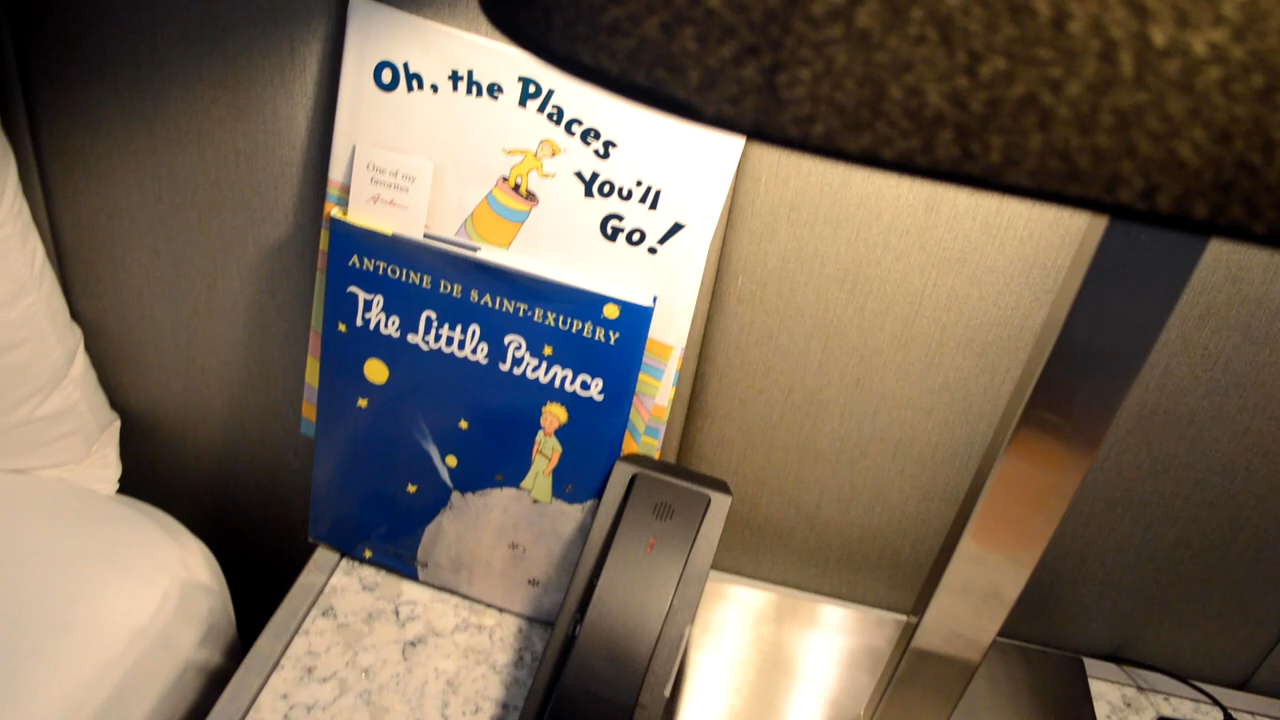 Oh, the Places
You'll
Go!
One of my
favorites
ANTOINE DE SAINT-EXUPÉRY
The Little Prince